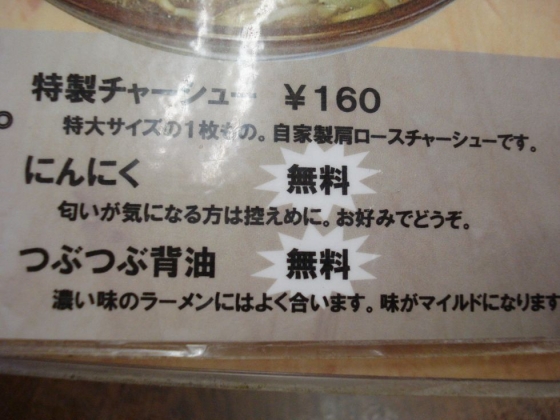 特製チャーシュー ¥160
特大サイズの1枚もの。自家製肩ロースチャーシューです。
にんにく 無料
匂いが気になる方は控えめに。お好みでどうぞ。
つぶつぶ背油 無料
濃い味のラーメンにはよく合います。味がマイルドになります